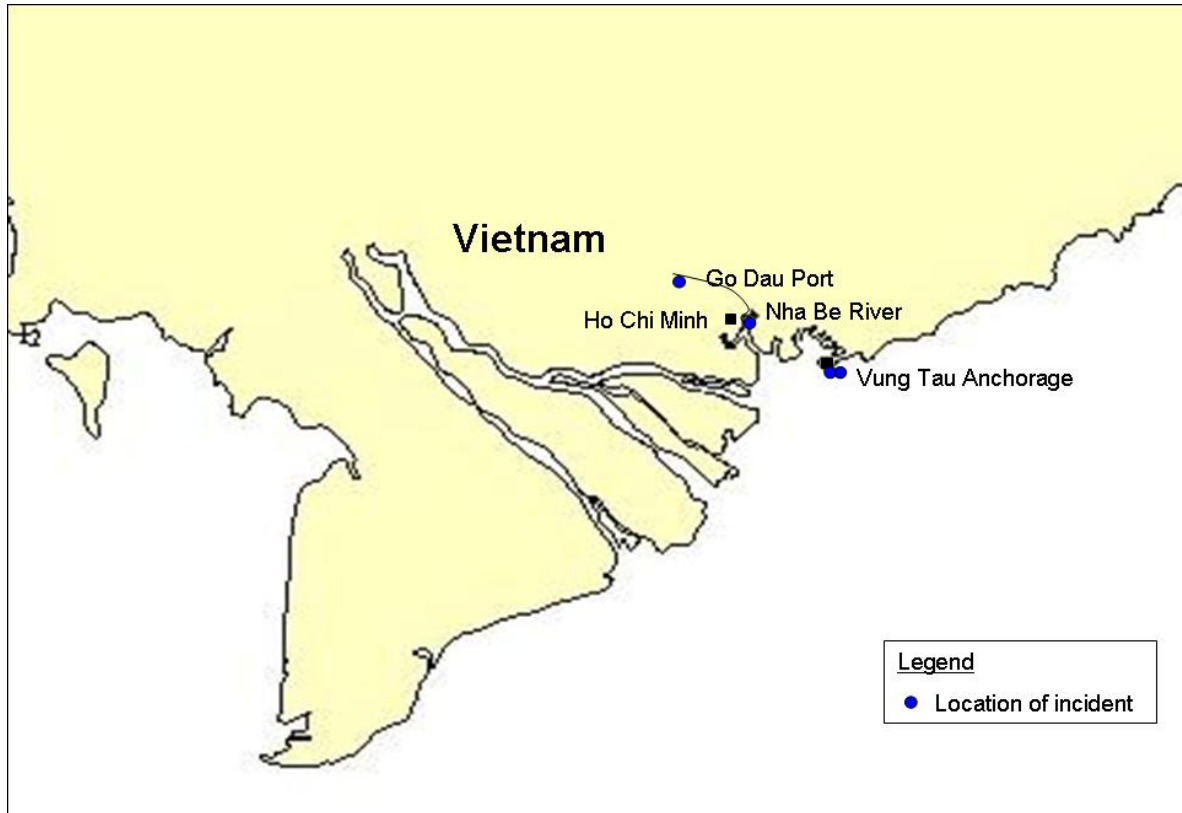 Vietnam
Go Dau Port
Ho Chi Minh
Nha Be River
Vung Tau Anchorage
Legend
Location of incident